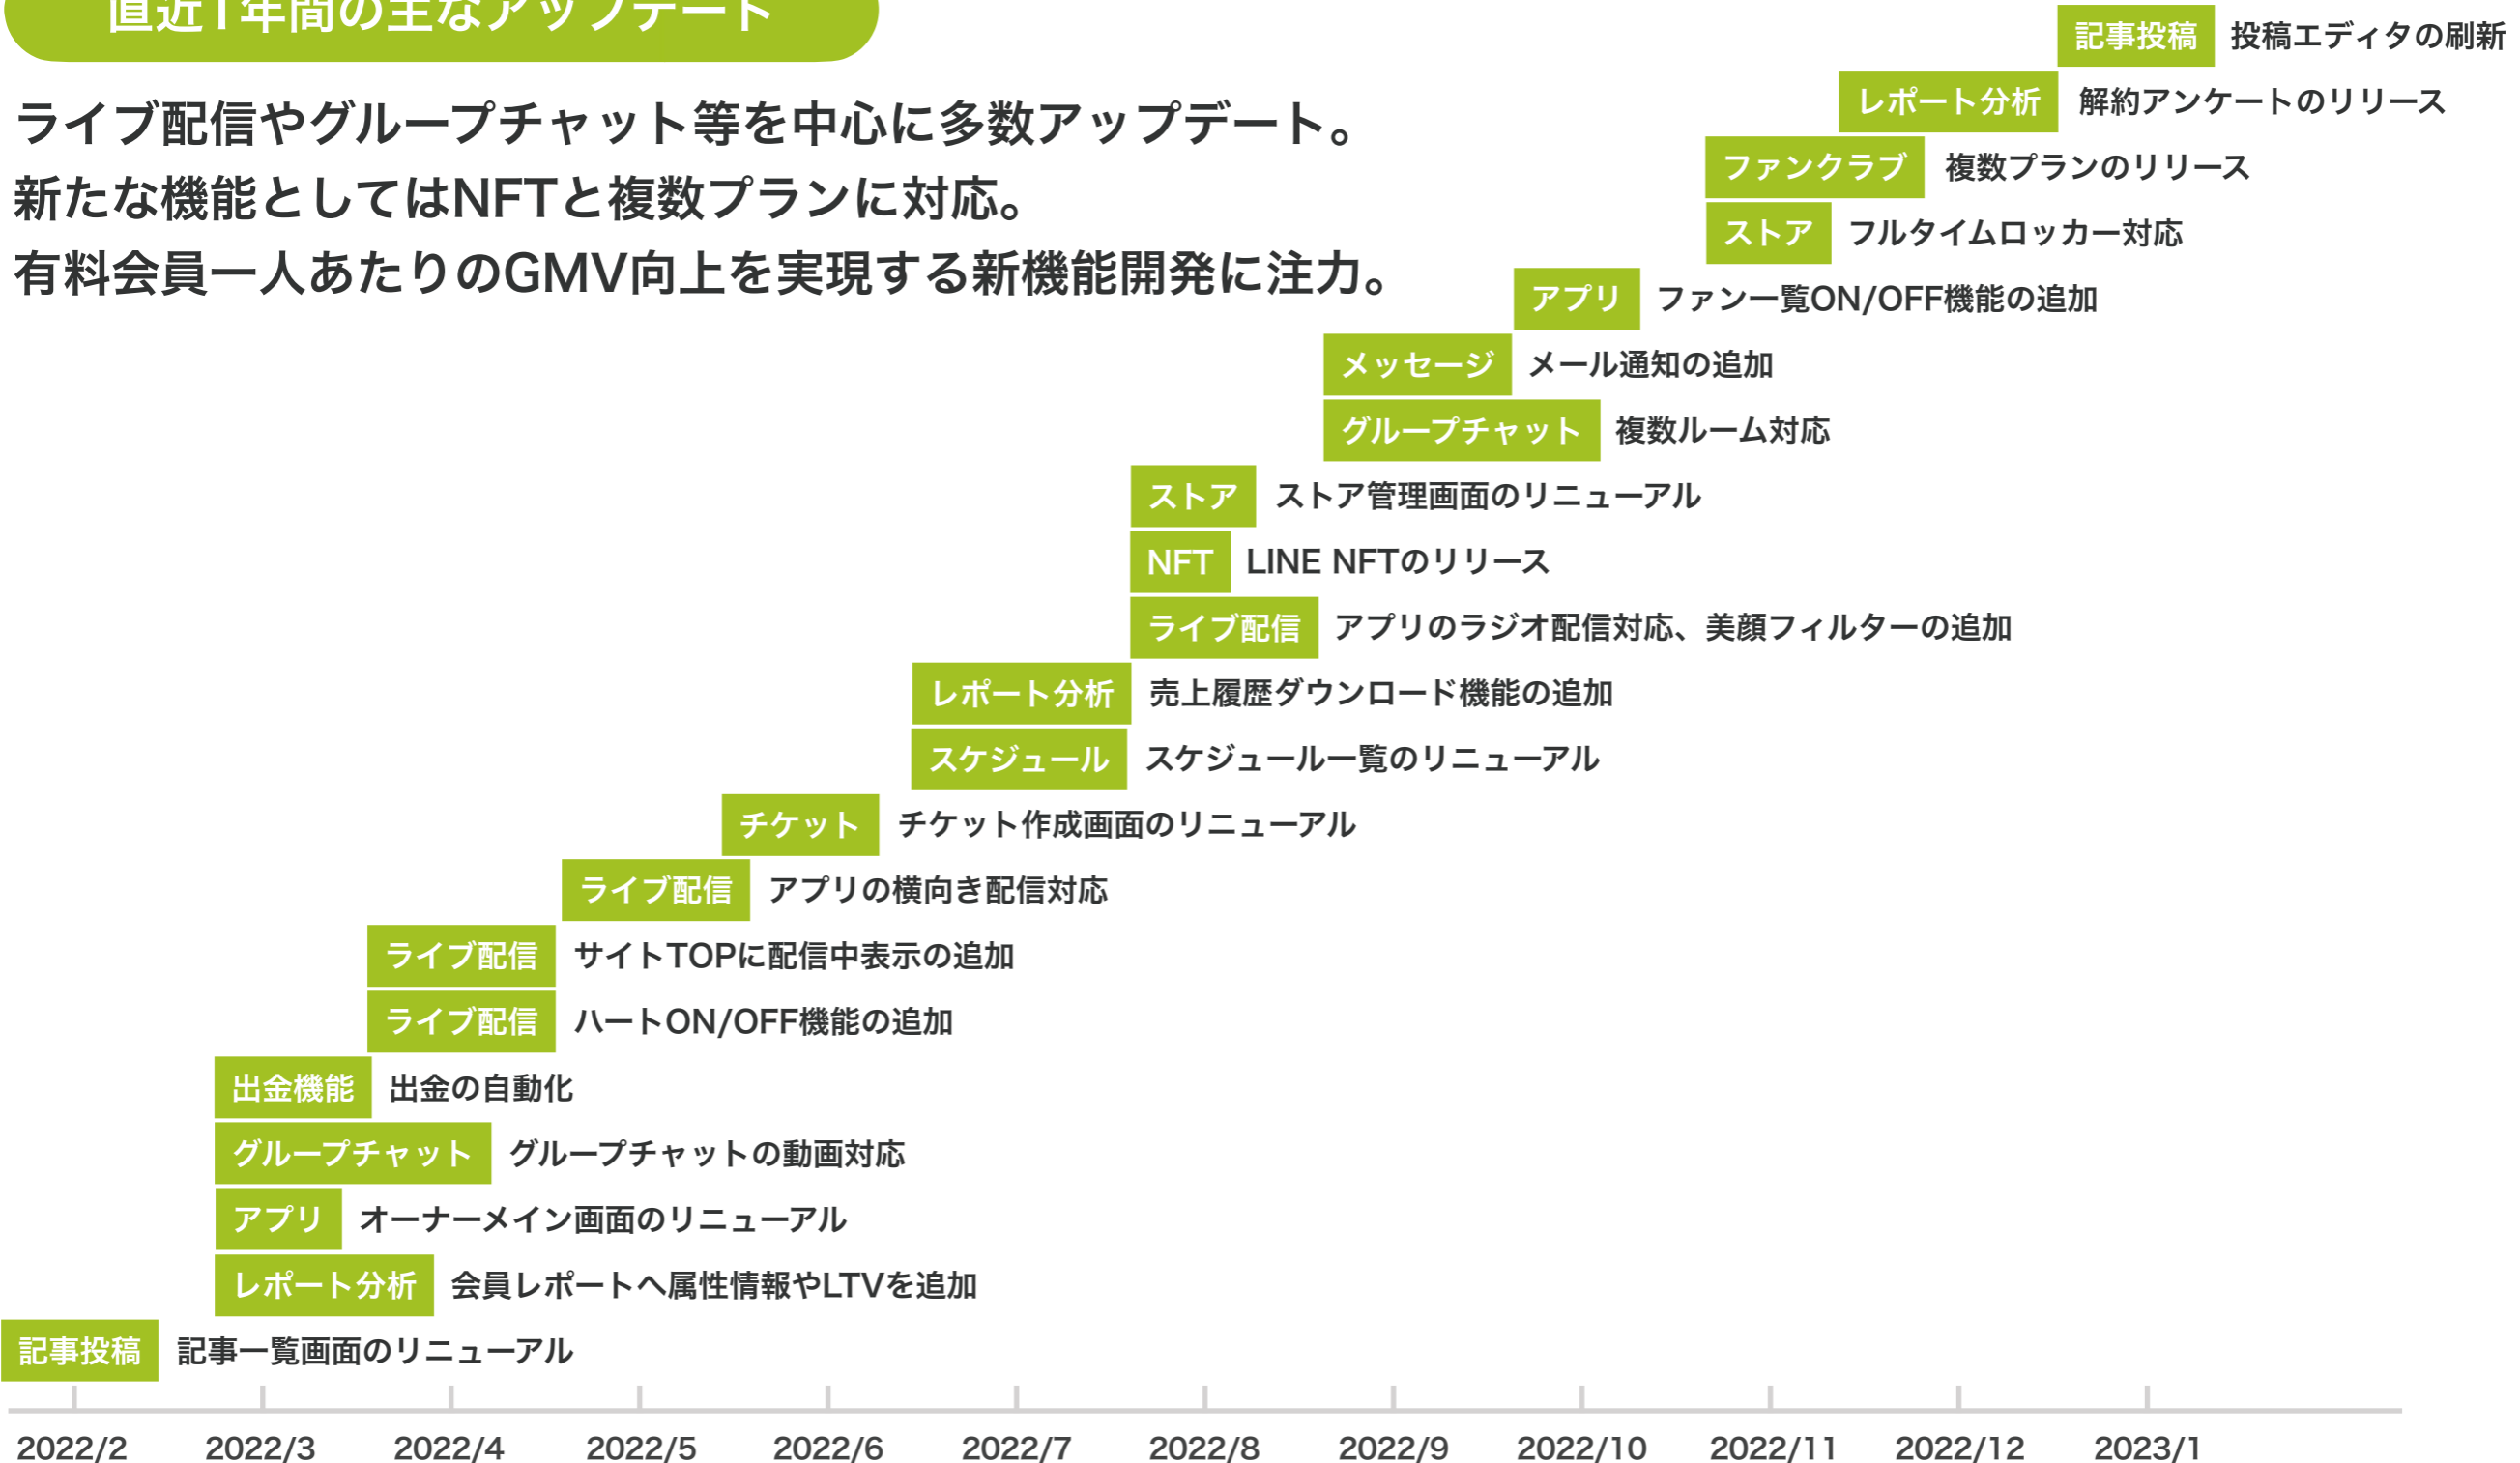 直近1年間の主なアップデート
ライブ配信やグループチャット等を中心に多数アップデート。
新たな機能としてはNFTと複数プランに対応。
有料会員一人あたりのGMV向上を実現する新機能開発に注力。
記事投稿 投稿エディタの刷新
レポート分析 解約アンケートのリリース
ファンクラブ 複数プランのリリース
ストア フルタイムロッカー対応
アプリ ファン一覧ON/OFF機能の追加
メッセージ メール通知の追加
グループチャット 複数ルーム対応
ストア ストア管理画面のリニューアル
NFT LINE NFTのリリース
ライブ配信 アプリのラジオ配信対応、美顔フィルターの追加
レポート分析 売上履歴ダウンロード機能の追加
スケジュール スケジュール一覧のリニューアル
チケット チケット作成画面のリニューアル
ライブ配信 アプリの横向き配信対応
ライブ配信 サイトTOPに配信中表示の追加
ライブ配信 ハートON/OFF機能の追加
出金機能 出金の自動化
グループチャット グループチャットの動画対応
アプリ オーナーメイン画面のリニューアル
レポート分析 会員レポートへ属性情報やLTVを追加
記事投稿 記事一覧画面のリニューアル
2022/2 2022/3 2022/4 2022/5 2022/6 2022/7 2022/8 2022/9 2022/10 2022/11 2022/12 2023/1